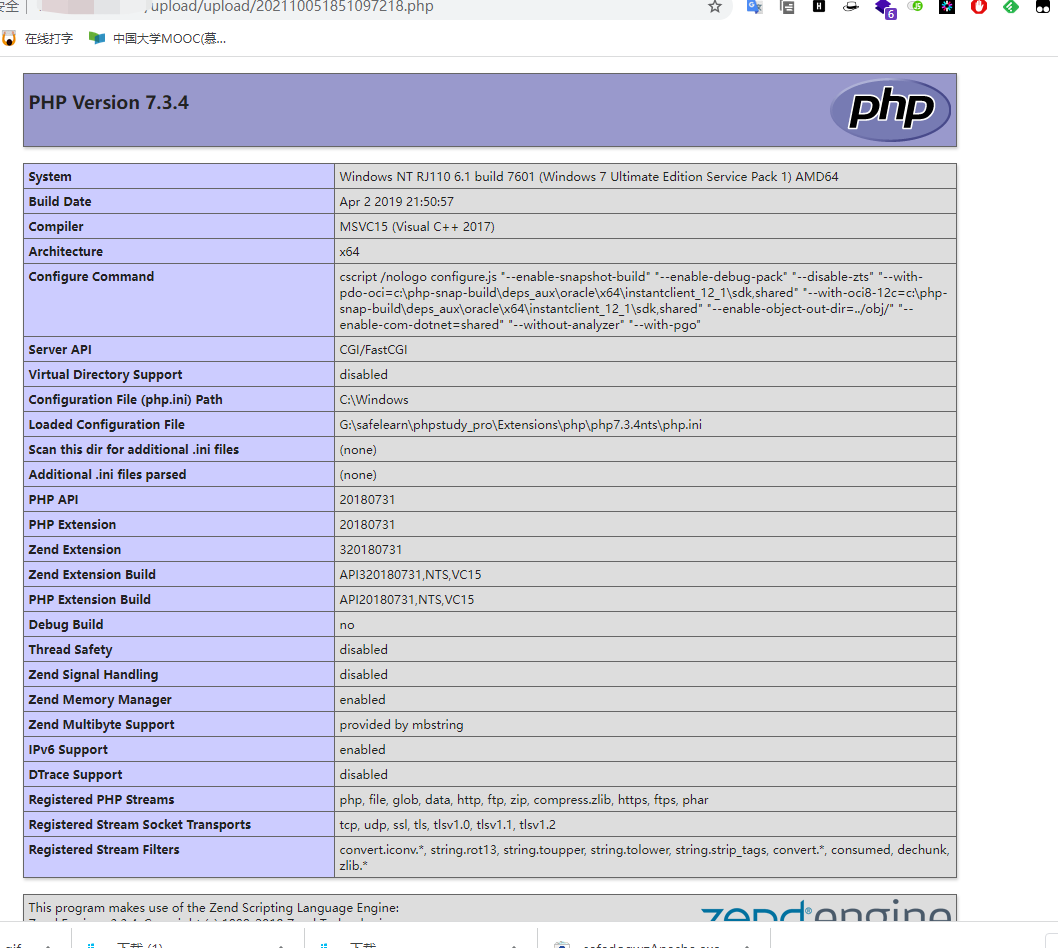 安全
/upload/upload/202110051851097218.php
6
在线打字 中国大学MOOC(慕...
PHP Version 7.3.4
php
System Windows NT RJ110 6.1 build 7601 (Windows 7 Ultimate Edition Service Pack 1) AMD64
Build Date Apr 2 2019 21:50:57
Compiler MSVC15 (Visual C++ 2017)
Architecture x64
Configure Command cscript /nologo configure.js "--enable-snapshot-build" "--enable-debug-pack" "--disable-zts" "--with-
pdo-oci=c:\php-snap-build\deps_aux\oracle\x64\instantclient_12_1\sdk,shared" "--with-oci8-12c=c:\php-
snap-build\deps_aux\oracle\x64\instantclient_12_1\sdk,shared" "--enable-object-out-dir=../obj/" "--
enable-com-dotnet=shared" "--without-analyzer" "--with-pgo"
Server API CGI/FastCGI
Virtual Directory Support disabled
Configuration File (php.ini) Path C:\Windows
Loaded Configuration File G:\safelearn\phpstudy_pro\Extensions\php\php7.3.4nts\php.ini
Scan this dir for additional .ini files (none)
Additional .ini files parsed (none)
PHP API 20180731
PHP Extension 20180731
Zend Extension 320180731
Zend Extension Build API320180731,NTS,VC15
PHP Extension Build API20180731,NTS,VC15
Debug Build no
Thread Safety disabled
Zend Signal Handling disabled
Zend Memory Manager enabled
Zend Multibyte Support provided by mbstring
IPv6 Support enabled
DTrace Support disabled
Registered PHP Streams php, file, glob, data, http, ftp, zip, compress.zlib, https, ftps, phar
Registered Stream Socket Transports tcp, udp, ssl, tls, tlsv1.0, tlsv1.1, tlsv1.2
Registered Stream Filters convert.iconv.*, string.rot13, string.toupper, string.tolower, string.strip_tags, convert.*, consumed, dechunk,
zlib.*
This program makes use of the Zend Scripting Language Engine:
zend engine
下载 (1) 下载